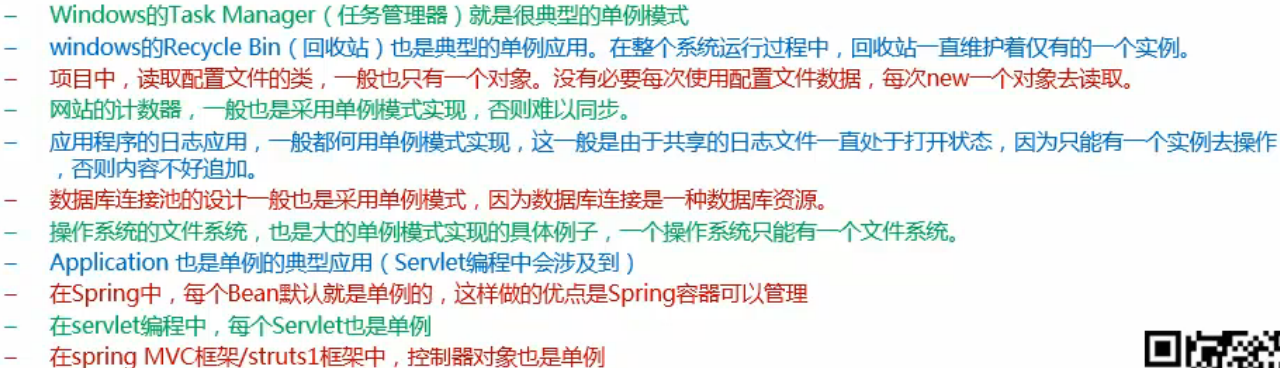 – Windows的Task Manager（任务管理器）就是很典型的单例模式
– windows的Recycle Bin（回收站）也是典型的单例应用。在整个系统运行过程中，回收站一直维护着仅有的一个实例。
– 项目中，读取配置文件的类，一般也只有一个对象。没有必要每次使用配置文件数据，每次new一个对象去读取。
– 网站的计数器，一般也是采用单例模式实现，否则难以同步。
– 应用程序的日志应用，一般都何用单例模式实现，这一般是由于共享的日志文件一直处于打开状态，因为只能有一个实例去操作
，否则内容不好追加。
– 数据库连接池的设计一般也是采用单例模式，因为数据库连接是一种数据库资源。
– 操作系统的文件系统，也是大的单例模式实现的具体例子，一个操作系统只能有一个文件系统。
– Application 也是单例的典型应用（Servlet编程中会涉及到）
– 在Spring中，每个Bean默认就是单例的，这样做的优点是Spring容器可以管理
– 在servlet编程中，每个Servlet也是单例
– 在spring MVC框架/struts1框架中，控制器对象也是单例